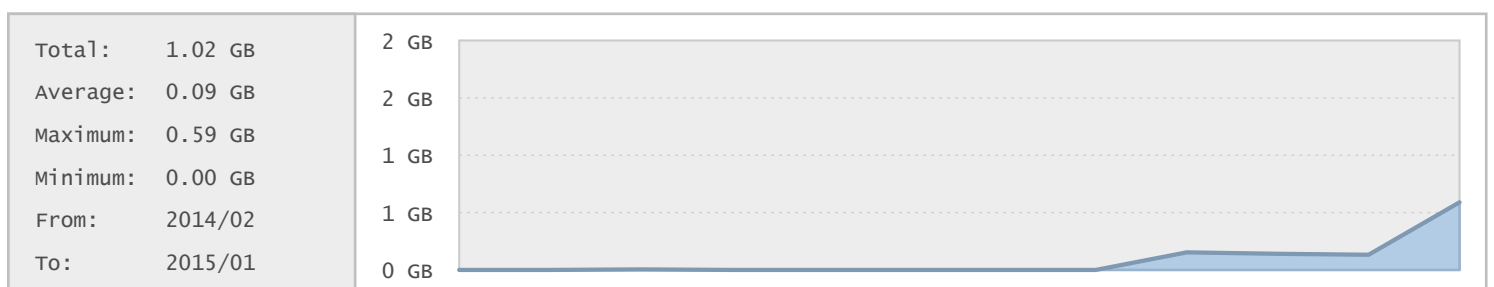 Total: 1.02 GB
Average: 0.09 GB
Maximum: 0.59 GB
Minimum: 0.00 GB
From: 2014/02
To: 2015/01
2 GB
2 GB
1 GB
1 GB
0 GB